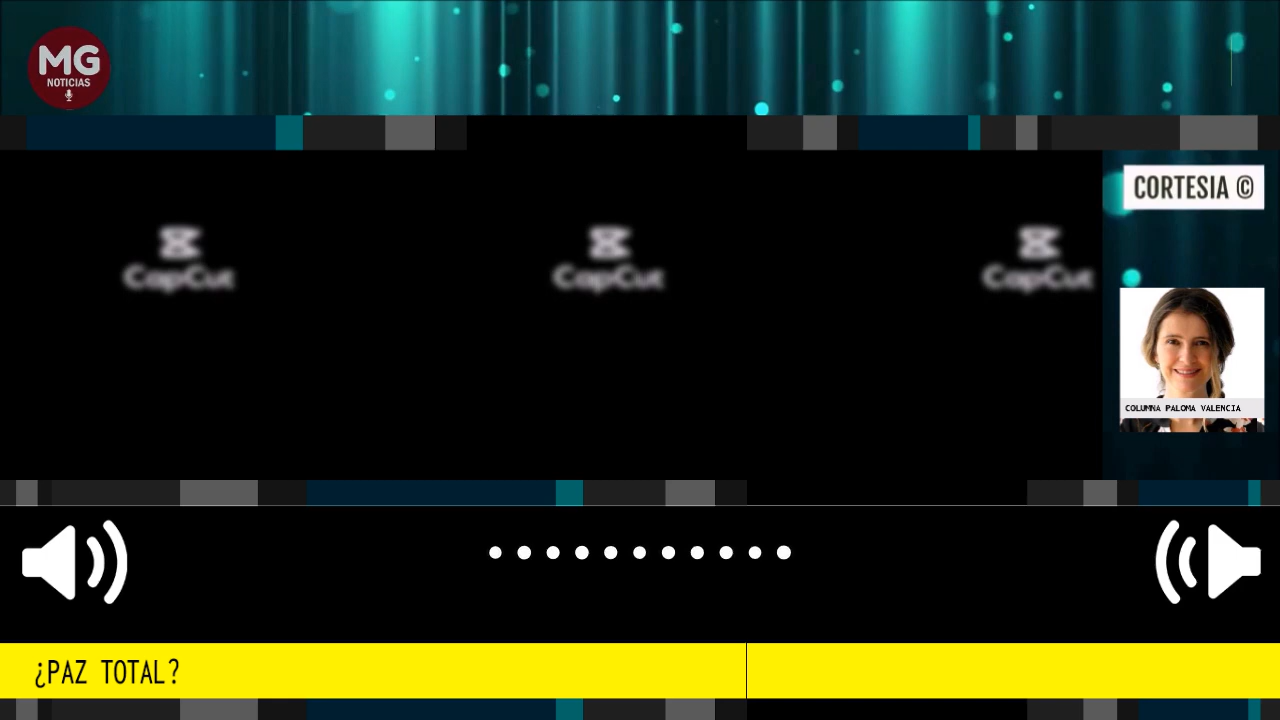 MG
NOTICIAS
CORTESIA ©
CapCut
CapCut
CapCut
COLUMNA PALOMA VALENCIA
¿PAZ TOTAL?